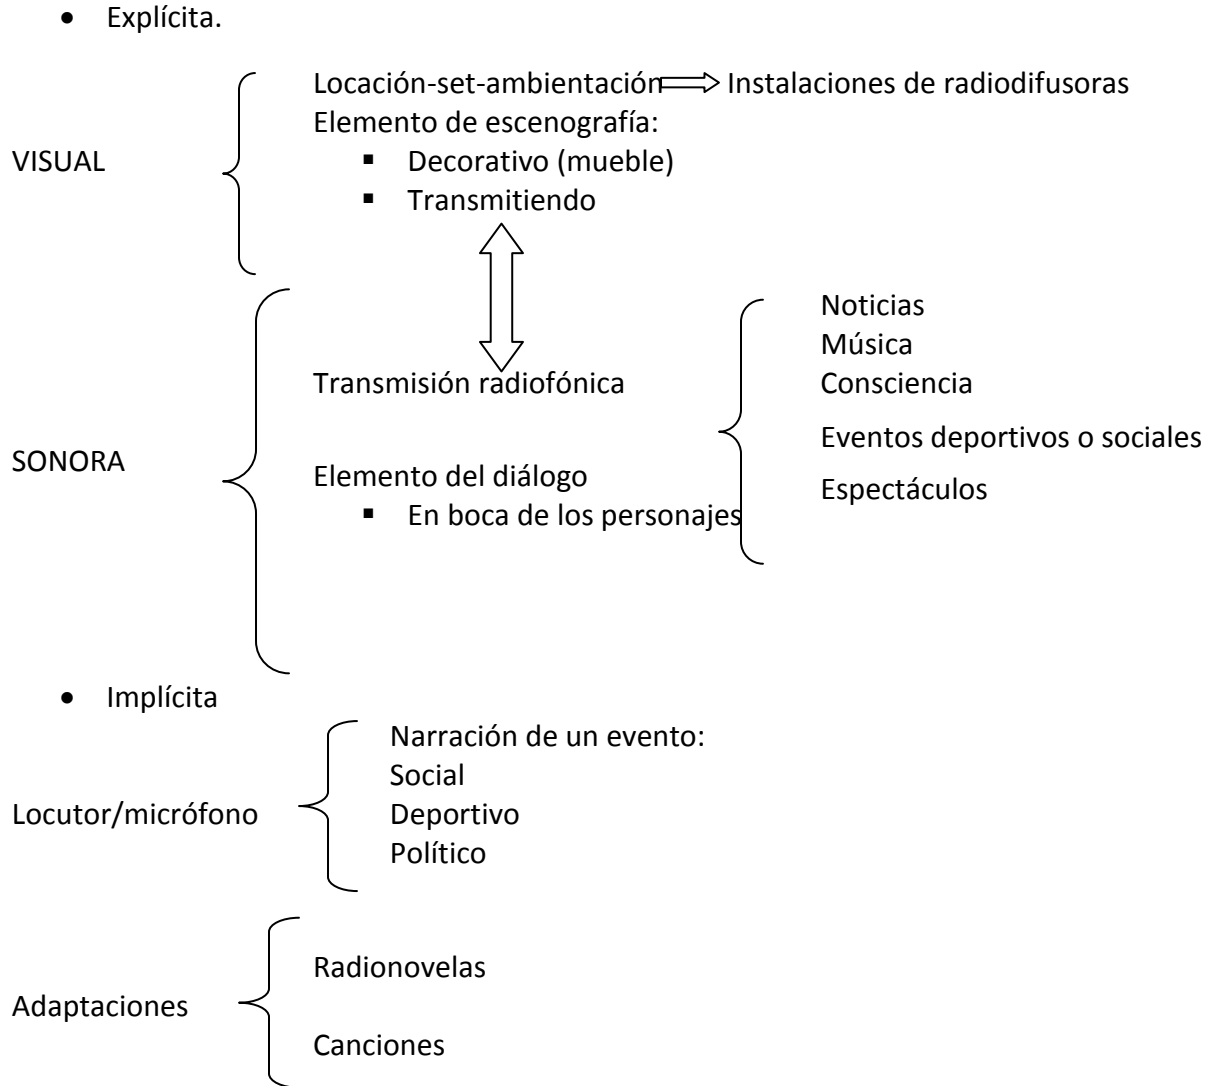 • Explícita.
VISUAL
Locación-set-ambientación Instalaciones de radiodifusoras
Elemento de escenografía:
▪ Decorativo (mueble)
▪ Transmitiendo
SONORA
Transmisión radiofónica
Elemento del diálogo
▪ En boca de los personajes
Noticias
Música
Consciencia
Eventos deportivos o sociales
Espectáculos
• Implícita
Locutor/micrófono
Narración de un evento:
Social
Deportivo
Político
Adaptaciones
Radionovelas
Canciones